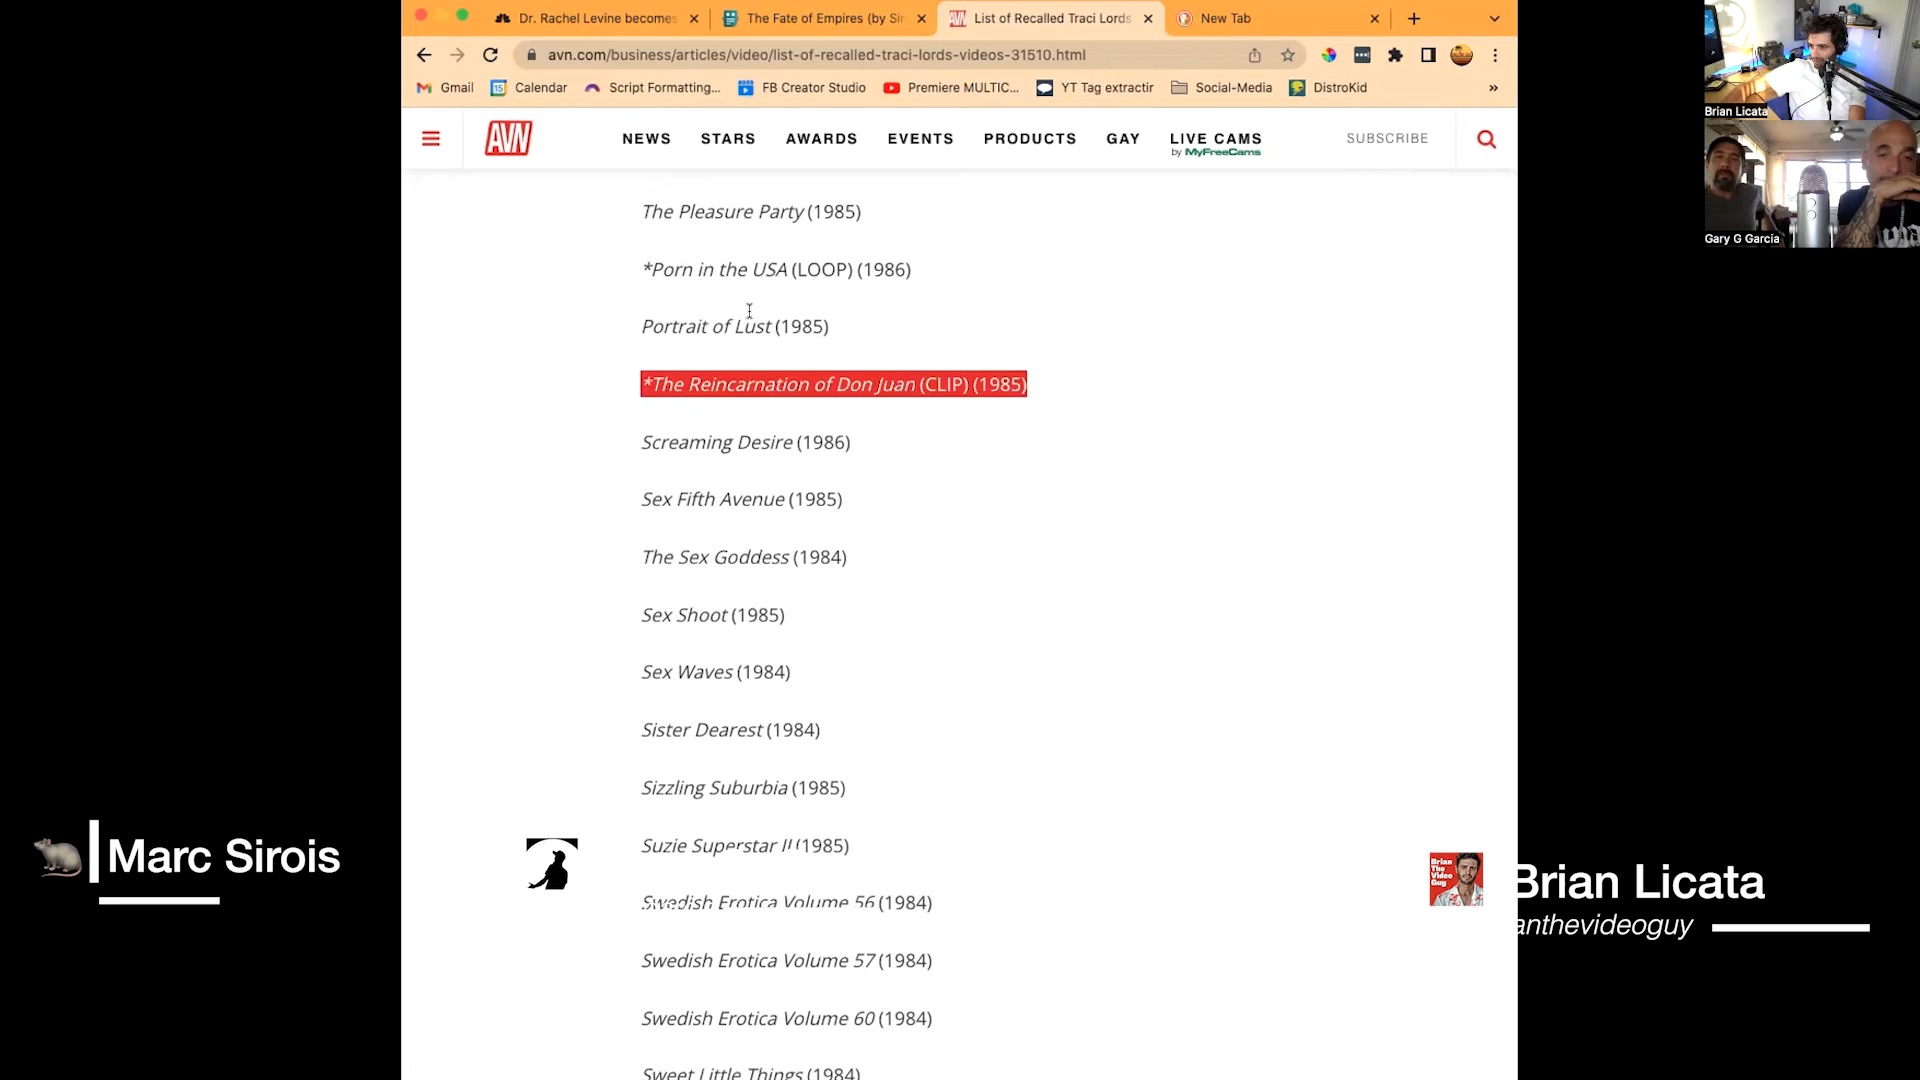 Dr. Rachel Levine becomes
The Fate of Empires (by Sir
List of Recalled Traci Lords
New Tab
avn.com/business/articles/video/list-of-recalled-traci-lords-videos-31510.html
Gmail
15 Calendar
Script Formatting...
FB Creator Studio
Premiere MULTIC...
YT Tag extractir
Social-Media
DistroKid
»
AVN
NEWS STARS AWARDS EVENTS PRODUCTS GAY LIVE CAMS
by MyFreeCams
SUBSCRIBE
The Pleasure Party (1985)
*Porn in the USA (LOOP) (1986)
Portrait of Lust (1985)
*The Reincarnation of Don Juan (CLIP) (1985)
Screaming Desire (1986)
Sex Fifth Avenue (1985)
The Sex Goddess (1984)
Sex Shoot (1985)
Sex Waves (1984)
Sister Dearest (1984)
Sizzling Suburbia (1985)
Suzie Superstar II (1985)
Swedish Erotica Volume 56 (1984)
Swedish Erotica Volume 57 (1984)
Swedish Erotica Volume 60 (1984)
Sweet Little Things (1984)
Brian Licata
Gary G Garcia
Marc Sirois
Brian
The
Video
Guy
Brian Licata
anthevideoguy